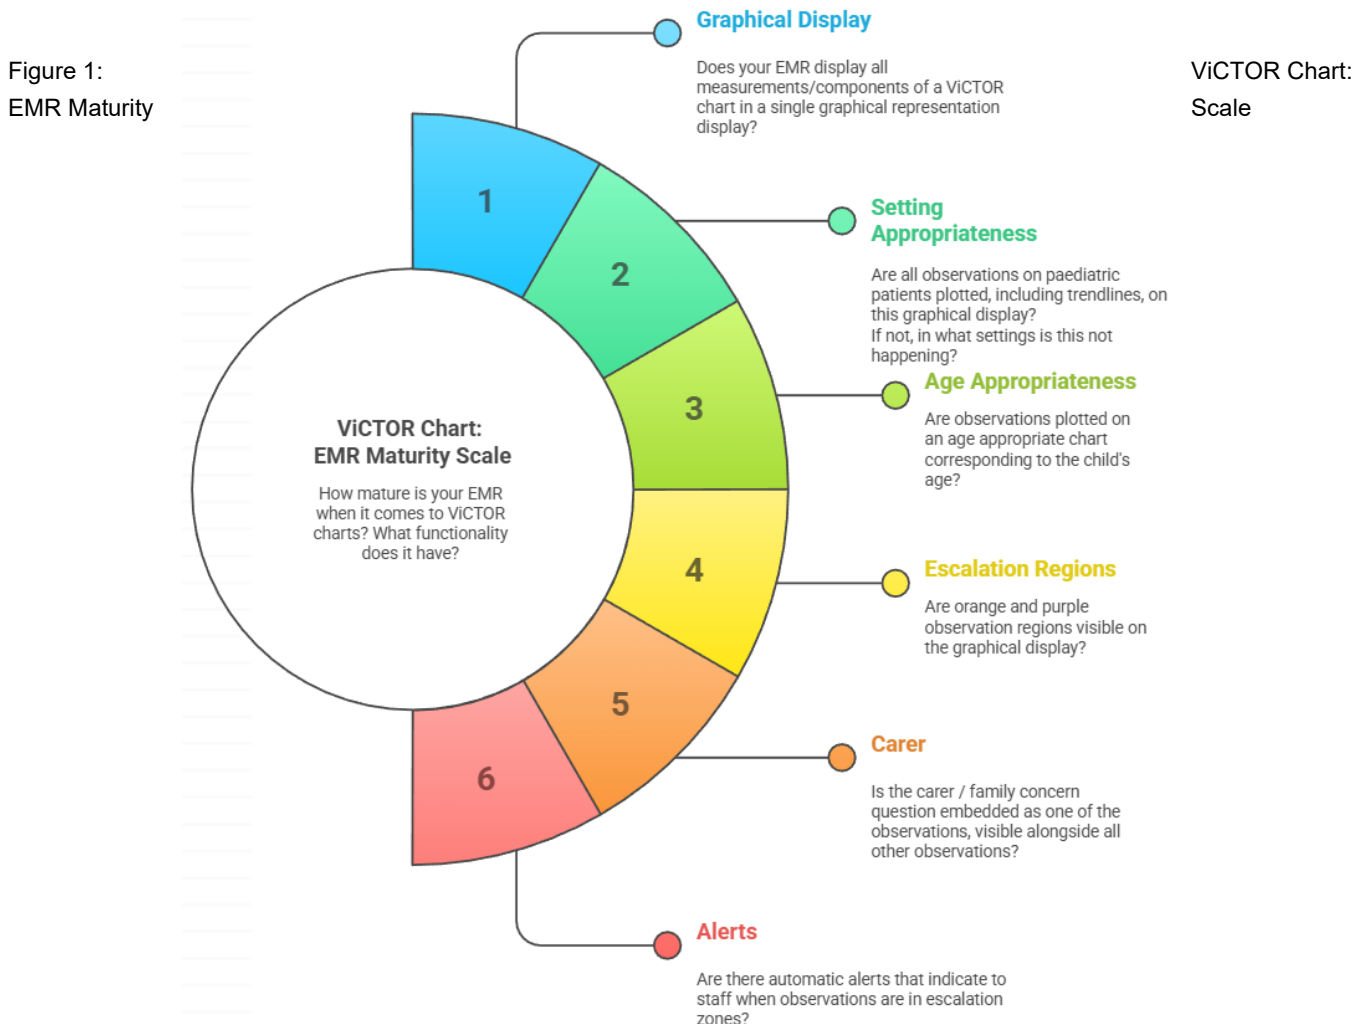 Figure 1:
EMR Maturity
ViCTOR Chart:
Scale
Graphical Display
Does your EMR display all
measurements/components of a ViCTOR
chart in a single graphical representation
display?
1
Setting
Appropriateness
Are all observations on paediatric
patients plotted, including trendlines, on
this graphical display?
If not, in what settings is this not
happening?
2
Age Appropriateness
Are observations plotted on
an age appropriate chart
corresponding to the child's
age?
3
ViCTOR Chart:
EMR Maturity Scale
How mature is your EMR
when it comes to ViCTOR
charts? What functionality
does it have?
4
Escalation Regions
Are orange and purple
observation regions visible on
the graphical display?
5
Carer
Is the carer / family concern
question embedded as one of the
observations, visible alongside all
other observations?
6
Alerts
Are there automatic alerts that indicate to
staff when observations are in escalation
zones?